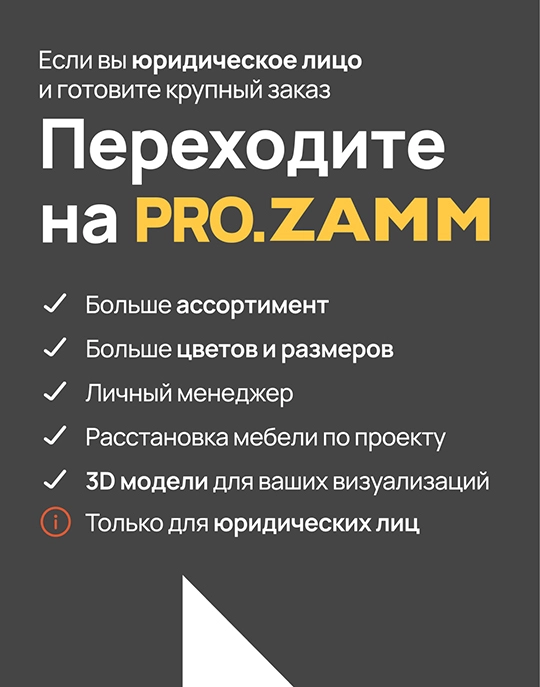 Если вы юридическое лицо
и готовите крупный заказ
Переходите
на PRO.ZAMM
Больше ассортимент
Больше цветов и размеров
Личный менеджер
Расстановка мебели по проекту
3D модели для ваших визуализаций
Только для юридических лиц